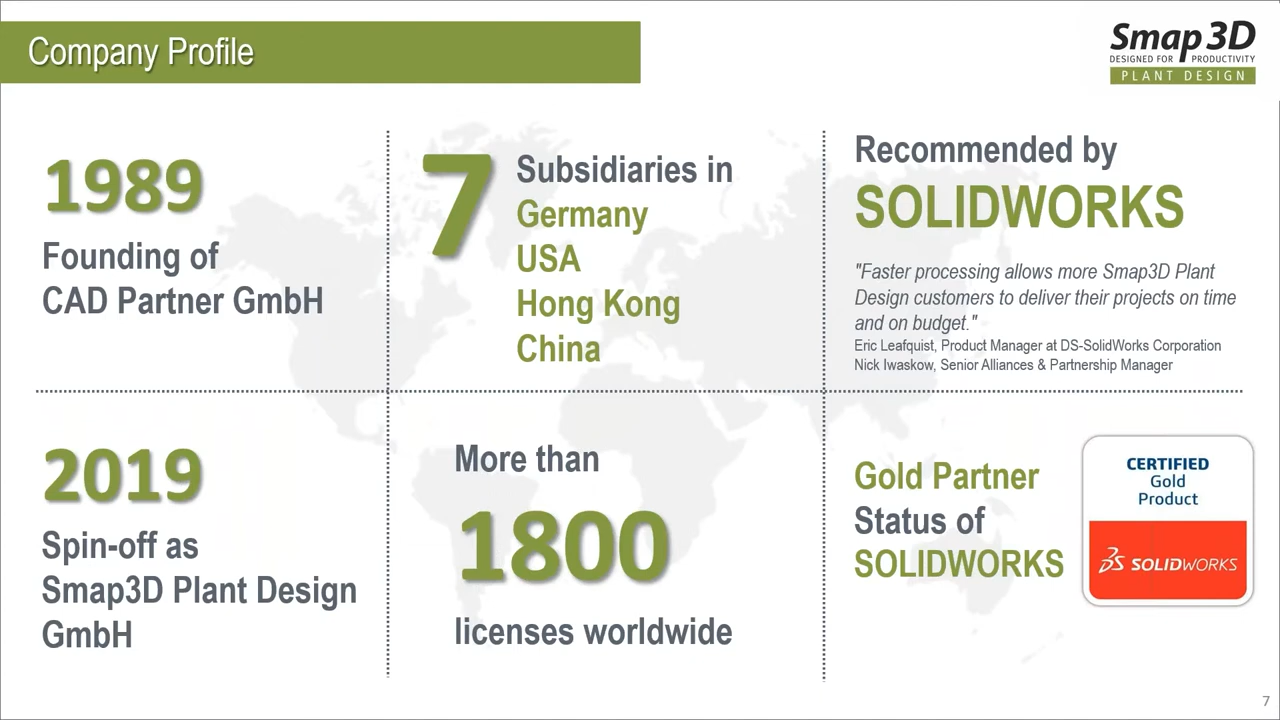 Company Profile
Smap3D
DESIGNED FOR PRODUCTIVITY
PLANT DESIGN
1989
Founding of
CAD Partner GmbH
7
Subsidiaries in
Germany
USA
Hong Kong
China
Recommended by
SOLIDWORKS
"Faster processing allows more Smap3D Plant
Design customers to deliver their projects on time
and on budget."
Eric Leafquist, Product Manager at DS-SolidWorks Corporation
Nick Iwaskow, Senior Alliances & Partnership Manager
2019
Spin-off as
Smap3D Plant Design
GmbH
More than
1800
licenses worldwide
Gold Partner
Status of
SOLIDWORKS
CERTIFIED
Gold
Product
SOLIDWORKS
7